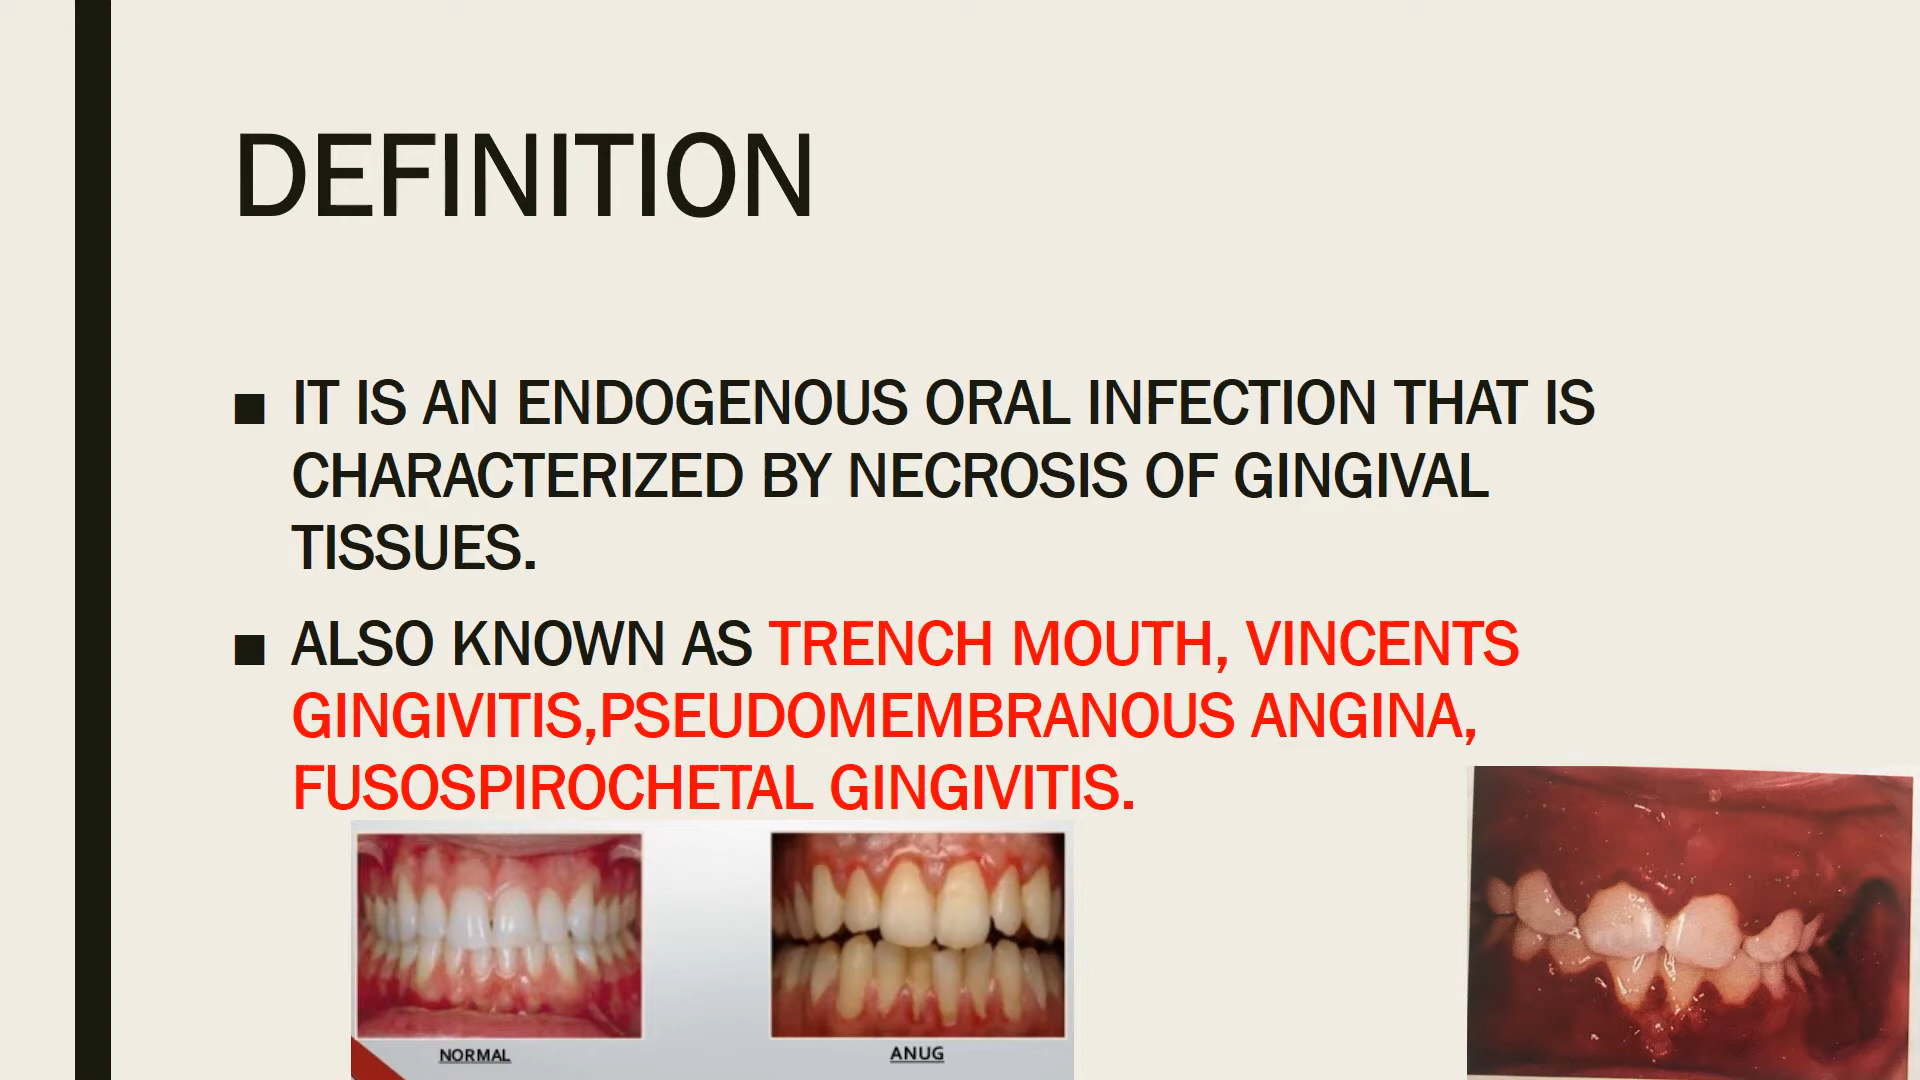 DEFINITION
■ IT IS AN ENDOGENOUS ORAL INFECTION THAT IS
CHARACTERIZED BY NECROSIS OF GINGIVAL
TISSUES.
■ ALSO KNOWN AS TRENCH MOUTH, VINCENTS
GINGIVITIS,PSEUDOMEMBRANOUS ANGINA,
FUSOSPIROCHETAL GINGIVITIS.
NORMAL
ANUG